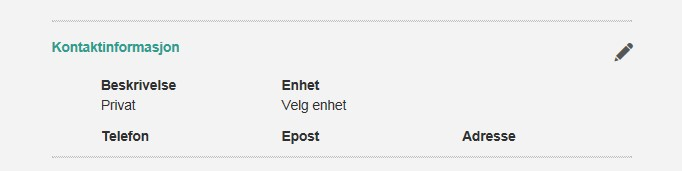 Kontaktinformasjon
Beskrivelse Enhet
Privat Velg enhet
Telefon Epost Adresse